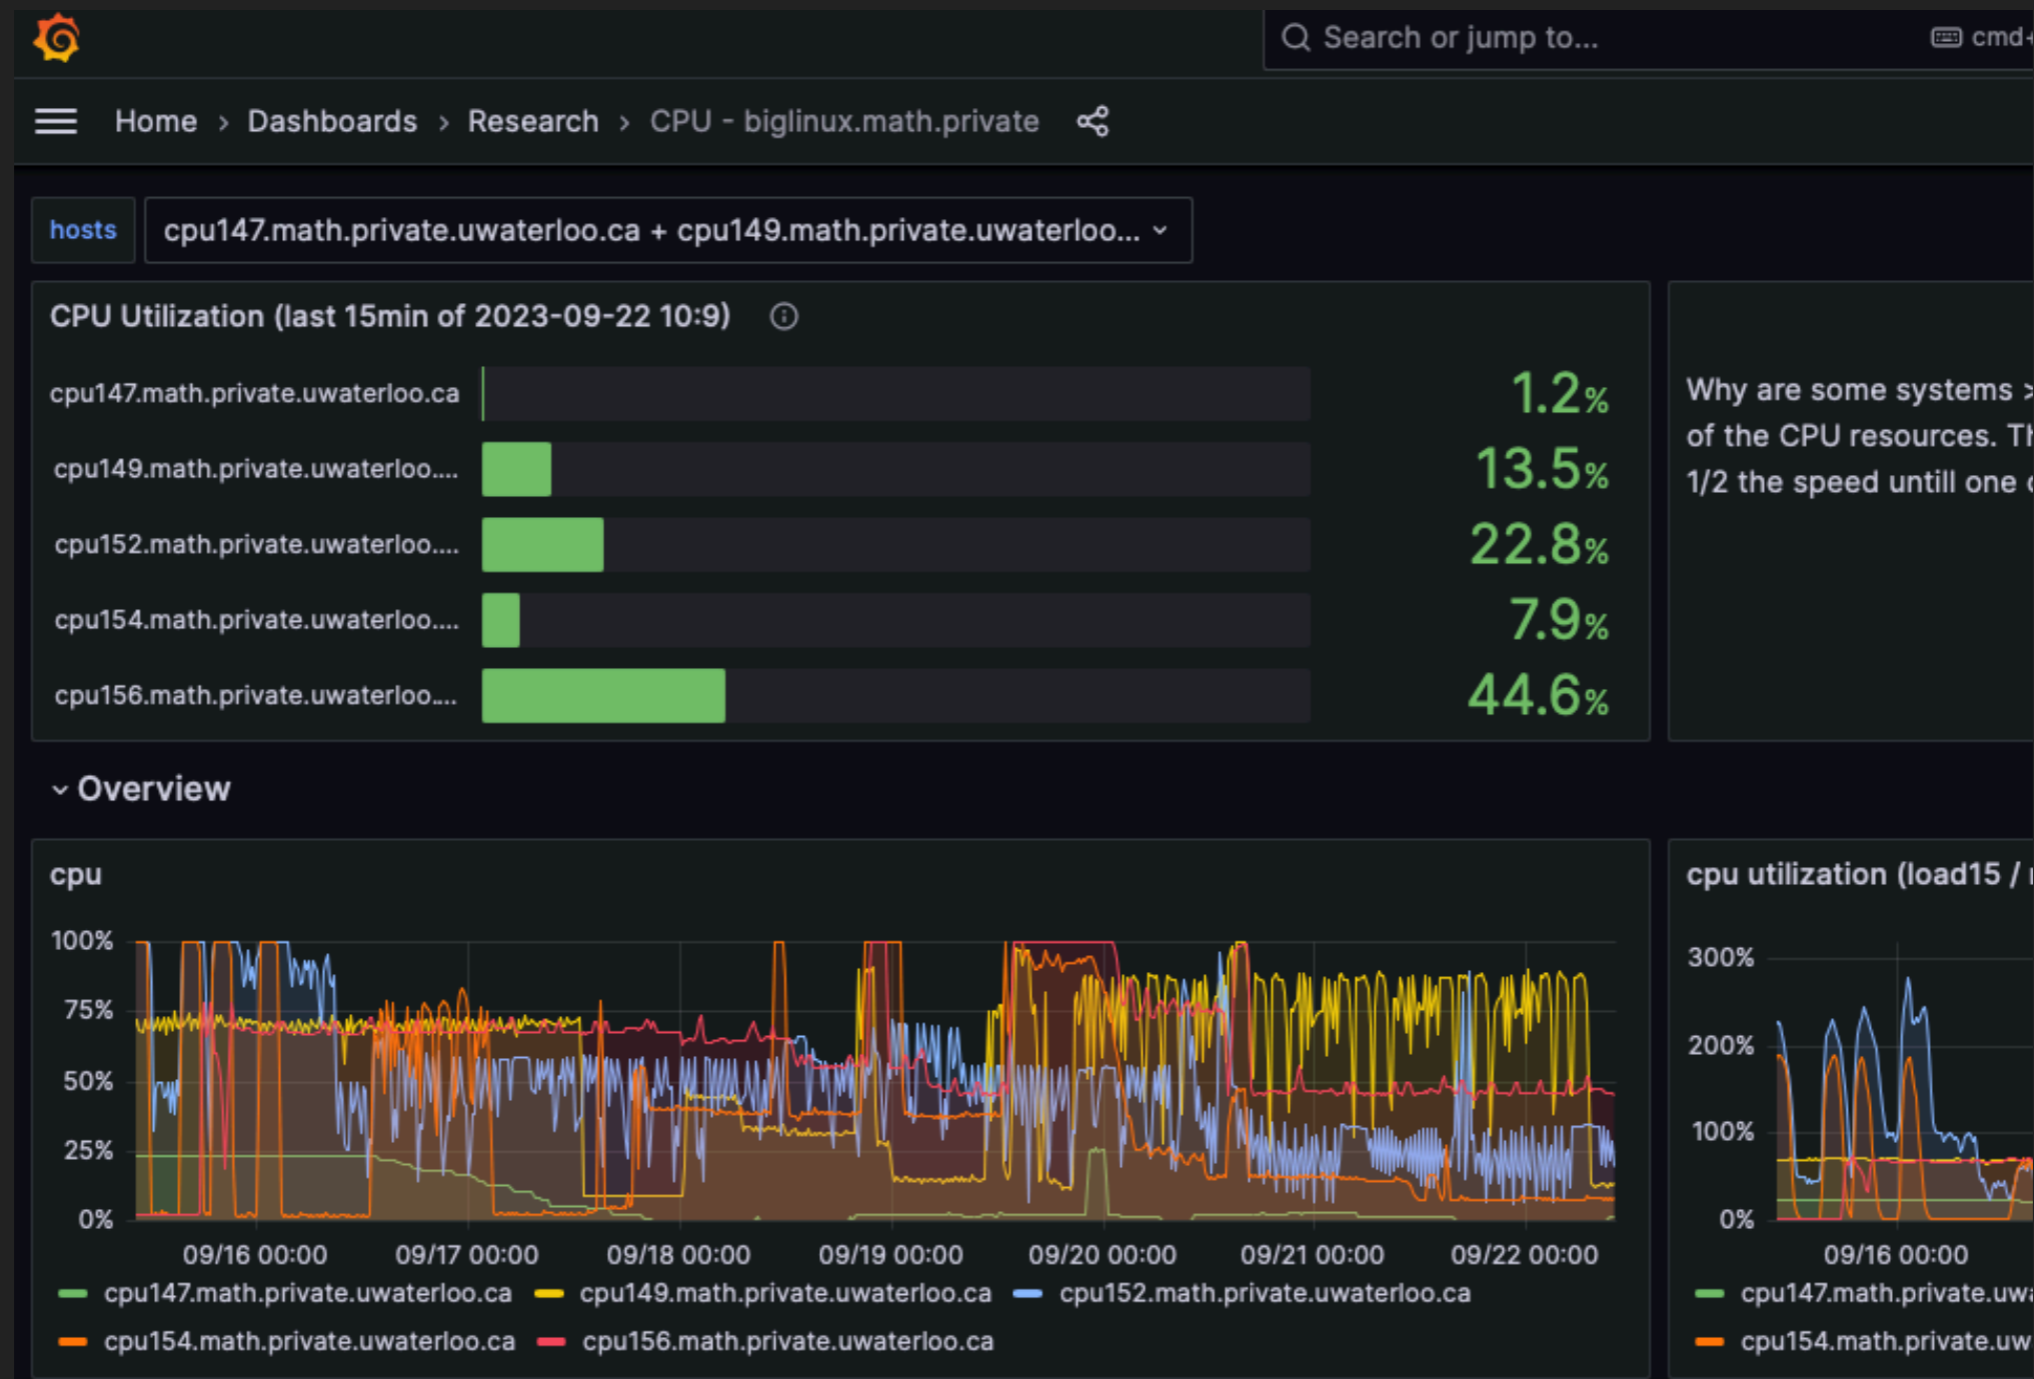 Search or jump to...
cmd+
Home › Dashboards › Research › CPU - biglinux.math.private
hosts
cpu147.math.private.uwaterloo.ca + cpu149.math.private.uwaterloo...
CPU Utilization (last 15min of 2023-09-22 10:9)
cpu147.math.private.uwaterloo.ca 1.2%
cpu149.math.private.uwaterloo.... 13.5%
cpu152.math.private.uwaterloo.... 22.8%
cpu154.math.private.uwaterloo.... 7.9%
cpu156.math.private.uwaterloo.... 44.6%
Why are some systems >
of the CPU resources.
1/2 the speed untill one
Overview
cpu
100%
75%
50%
25%
0%
09/16 00:00 09/17 00:00 09/18 00:00 09/19 00:00 09/20 00:00 09/21 00:00 09/22 00:00
cpu147.math.private.uwaterloo.ca cpu149.math.private.uwaterloo.ca cpu152.math.private.uwaterloo.ca
cpu154.math.private.uwaterloo.ca cpu156.math.private.uwaterloo.ca
cpu utilization (load15 /
300%
200%
100%
0%
09/16 00:00
cpu147.math.private.uwa
cpu154.math.private.uw